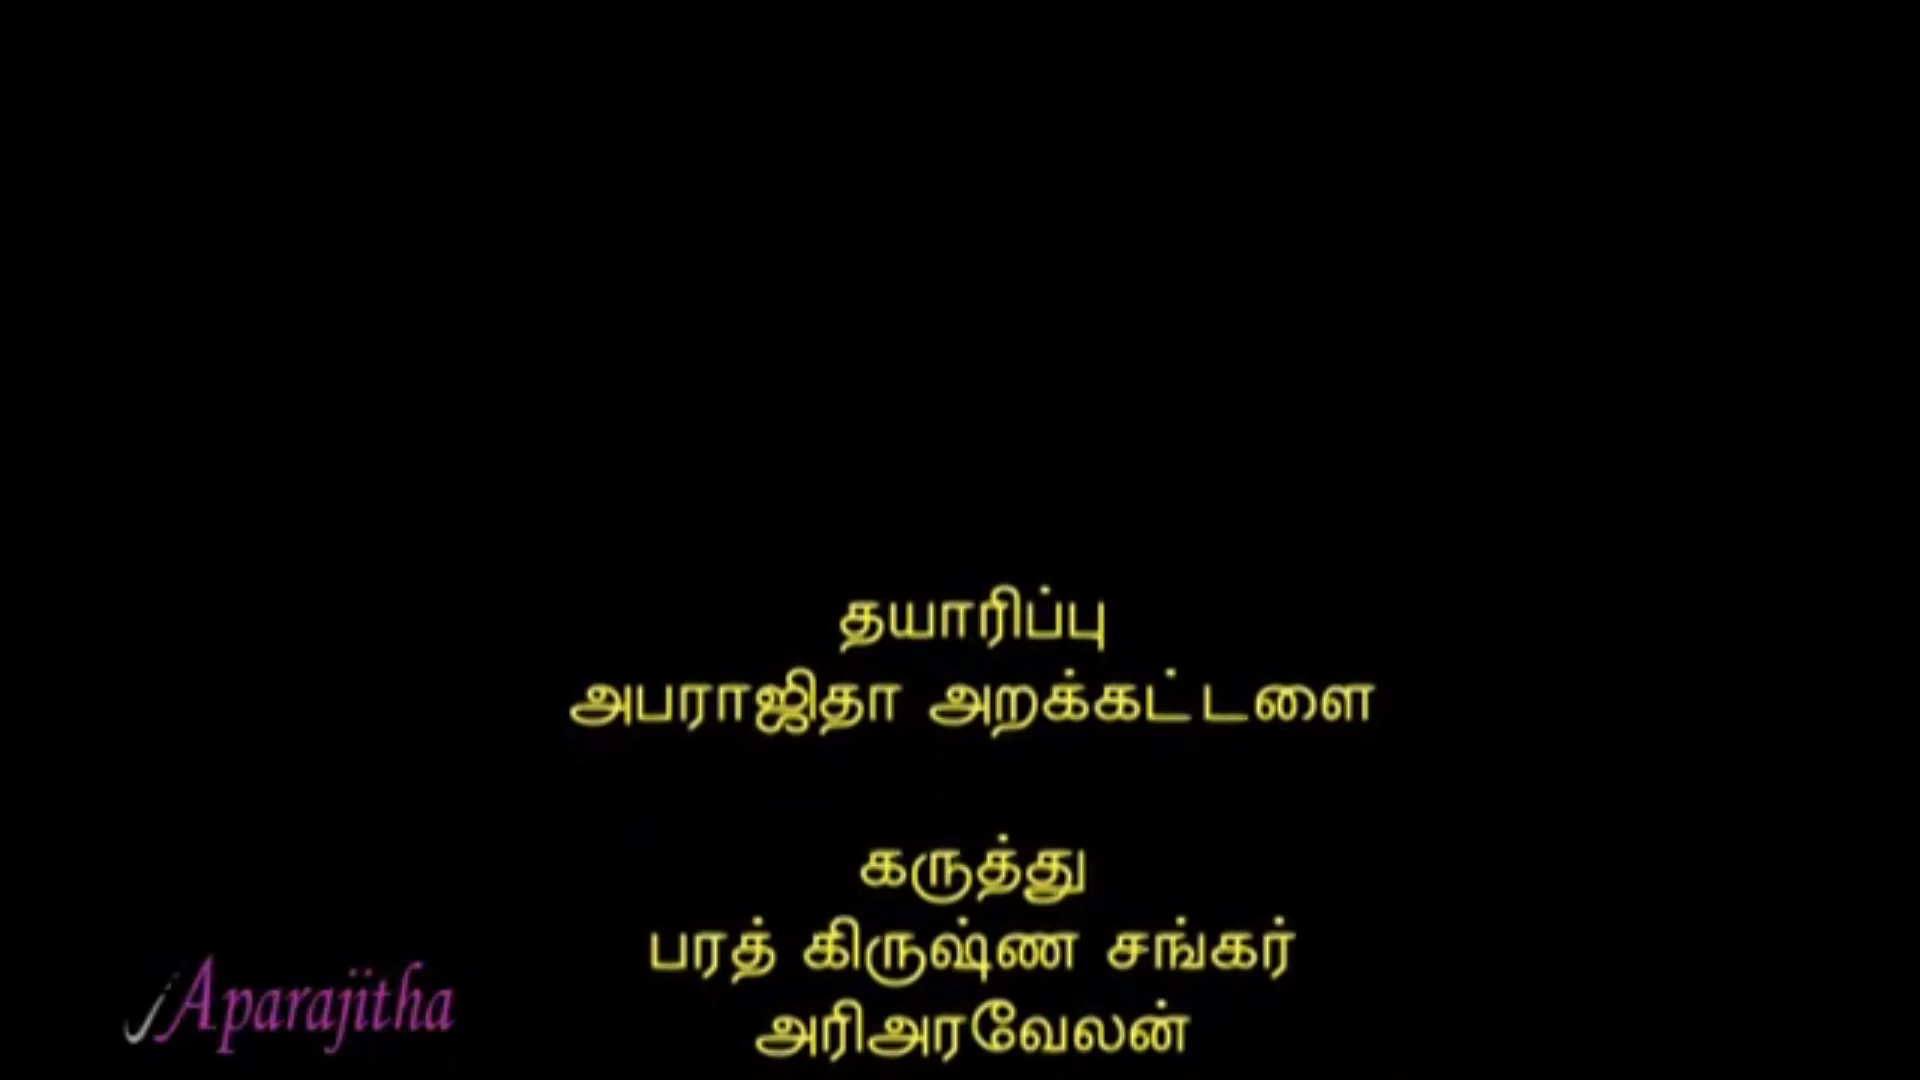 தயாரிப்பு
அபராஜிதா அறக்கட்டளை
கருத்து
பரத் கிருஷ்ண சங்கர்
அரிஅரவேலன்
Aparajitha